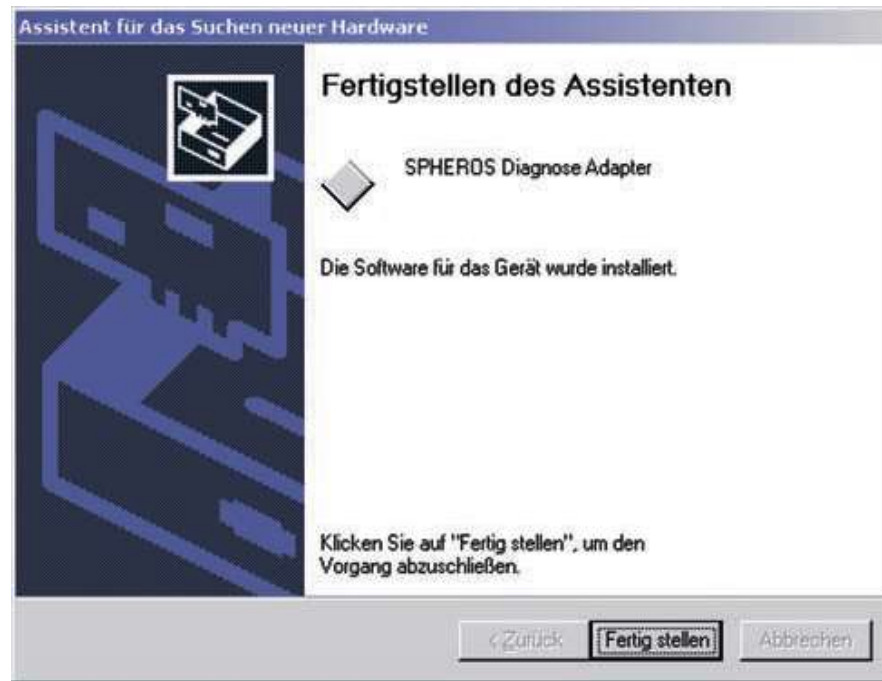 Assistent für das Suchen neuer Hardware
Fertigstellen des Assistenten
SPHEROS Diagnose Adapter
Die Software für das Gerät wurde installiert.
Klicken Sie auf "Fertig stellen", um den
Vorgang abzuschließen.
< Zurück Fertig stellen Abbrechen